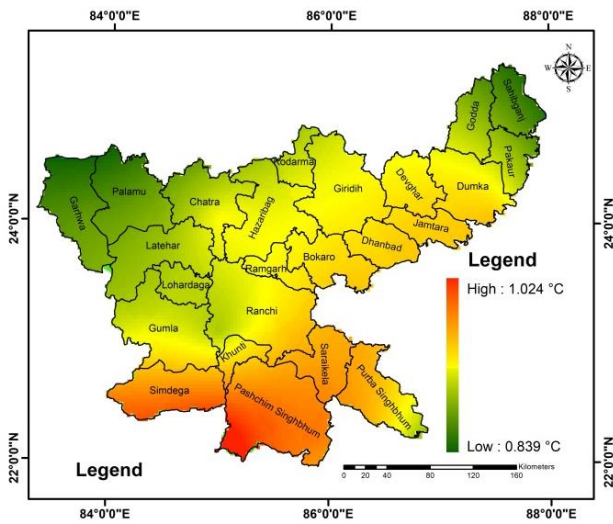 84°0'0"E 86°0'0"E 88°0'0"E
N
W E
S
Sahibganj
Godda
Pakaur
Kodarma
Devghar
Dumka
Palamu
Chatra
Giridih
Garhwa
Hazaribag
Jamtara
24°0'0"N 24°0'0"N
Latehar
Dhanbad
Bokaro
Ramgarh
Legend
Lohardaga
High : 1.024 °C
Ranchi
Gumla
Khunti
Saraikela
Simdega
Purba Singhbhum
Pashchim Singhbhum
Low : 0.839 °C
22°0'0"N 22°0'0"N
Legend
Kilometers
0 20 40 80 120 160
84°0'0"E 86°0'0"E 88°0'0"E